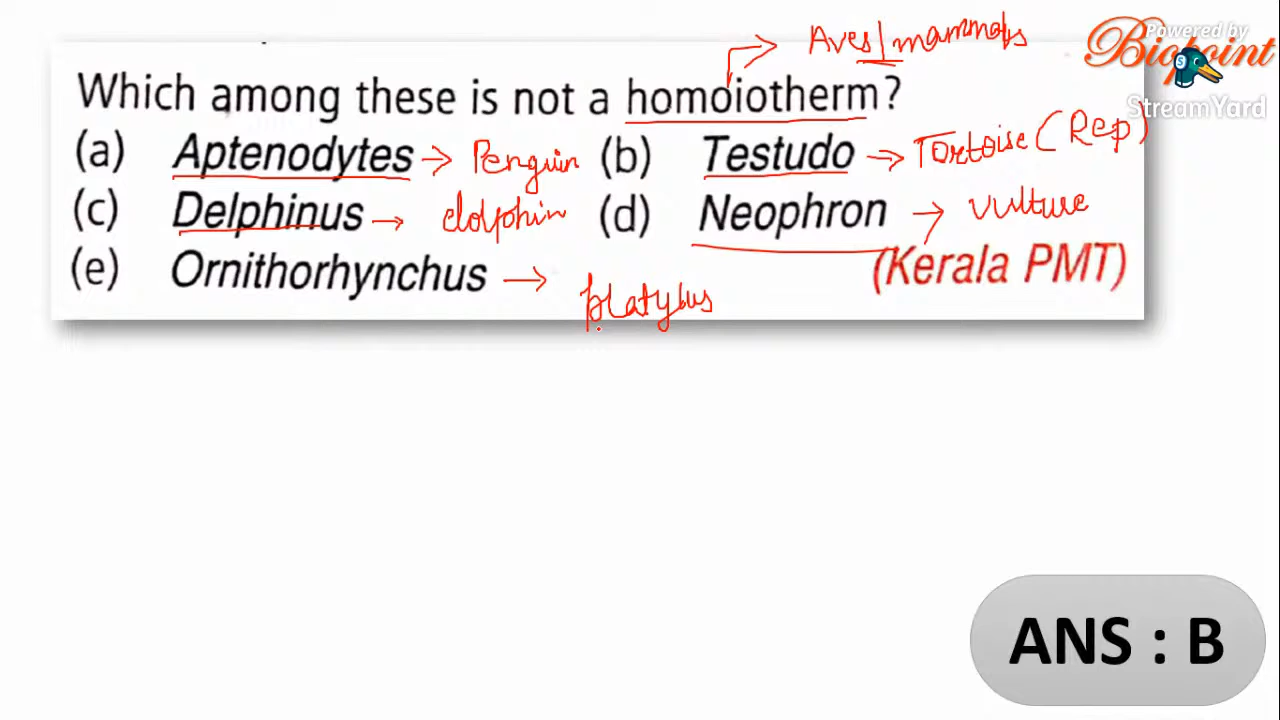 Powered by
Biopoint
StreamYard
Aves/mammals
Which among these is not a homoiotherm?
(a) Aptenodytes → Penguin (b) Testudo → Tortoise (Rep)
(c) Delphinus → dolphin (d) Neophron → vulture
(e) Ornithorhynchus → platypus (Kerala PMT)
ANS : B